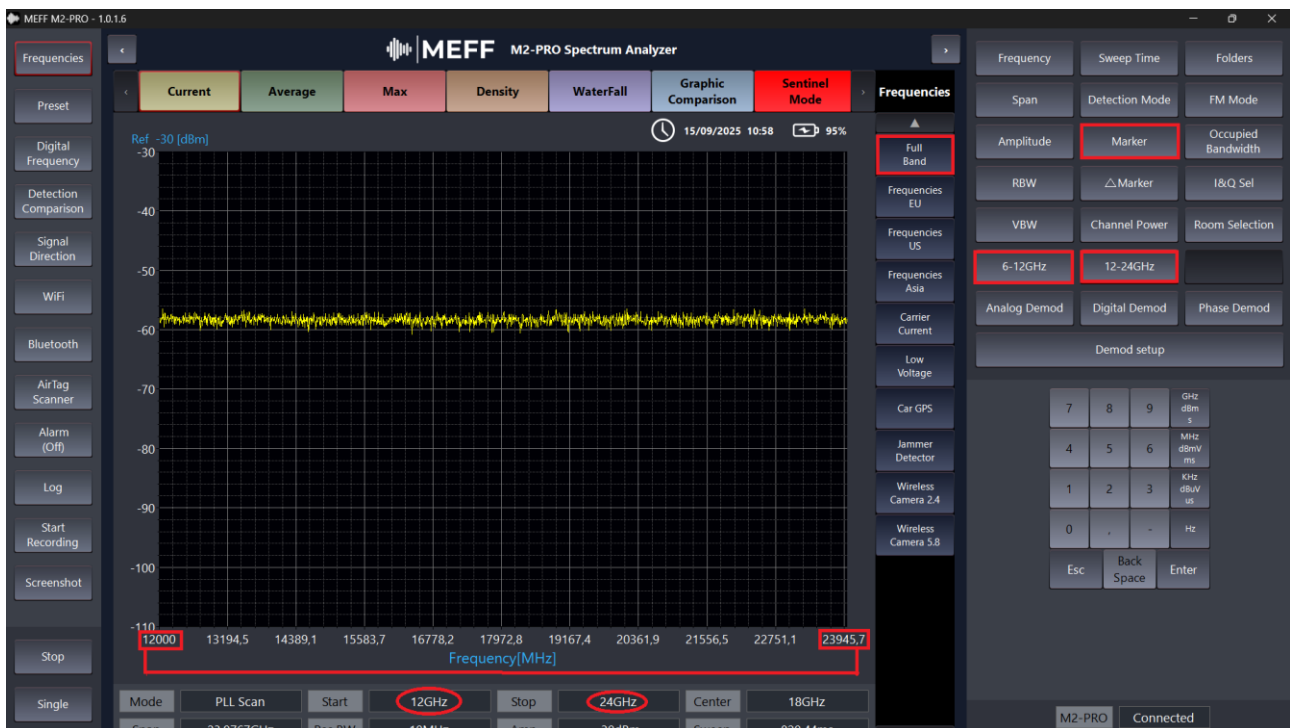 MEFF M2-PRO - 1.0.1.6
Frequencies
Preset
Digital
Frequency
Detection
Comparison
Signal
Direction
WiFi
Bluetooth
AirTag
Scanner
Alarm
(Off)
Log
Start
Recording
Screenshot
Stop
Single
MEFF M2-PRO Spectrum Analyzer
Current
Average
Max
Density
WaterFall
Graphic
Comparison
Sentinel
Mode
Ref -30 [dBm]
15/09/2025 10:58
95%
-30
-40
-50
-60
-70
-80
-90
-100
-110
12000 13194,5 14389,1 15583,7 16778,2 17972,8 19167,4 20361,9 21556,5 22751,1 23945,7
Frequency[MHz]
Mode PLL Scan Start 12GHz Stop 24GHz Center 18GHz
Frequencies
Full
Band
Frequencies
EU
Frequencies
US
Frequencies
Asia
Carrier
Current
Low
Voltage
Car GPS
Jammer
Detector
Wireless
Camera 2.4
Wireless
Camera 5.8
Frequency
Sweep Time
Folders
Span
Detection Mode
FM Mode
Amplitude
Marker
Occupied
Bandwidth
RBW
△Marker
I&Q Sel
VBW
Channel Power
Room Selection
6-12GHz
12-24GHz
Analog Demod
Digital Demod
Phase Demod
Demod setup
7 8 9
GHz
dBm
s
4 5 6
MHz
dBmV
ms
1 2 3
KHz
dBuV
us
0 , - Hz
Esc
Back
Space
Enter
M2-PRO Connected